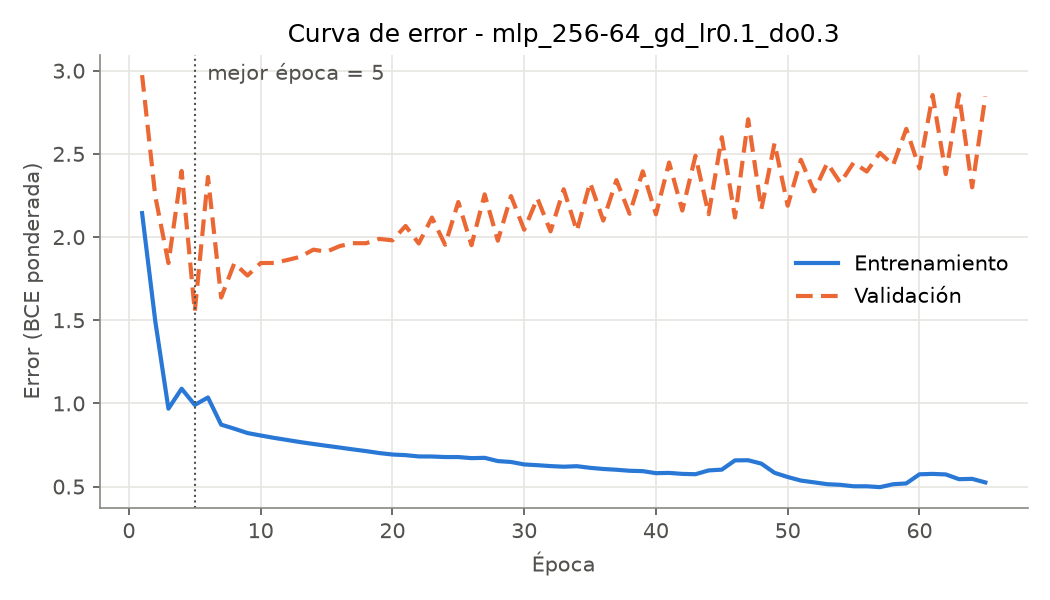 Curva de error - mlp_256-64_gd_lr0.1_do0.3
mejor época = 5
Error (BCE ponderada)
3.0
2.5
2.0
1.5
1.0
0.5
Entrenamiento
Validación
0 10 20 30 40 50 60
Época